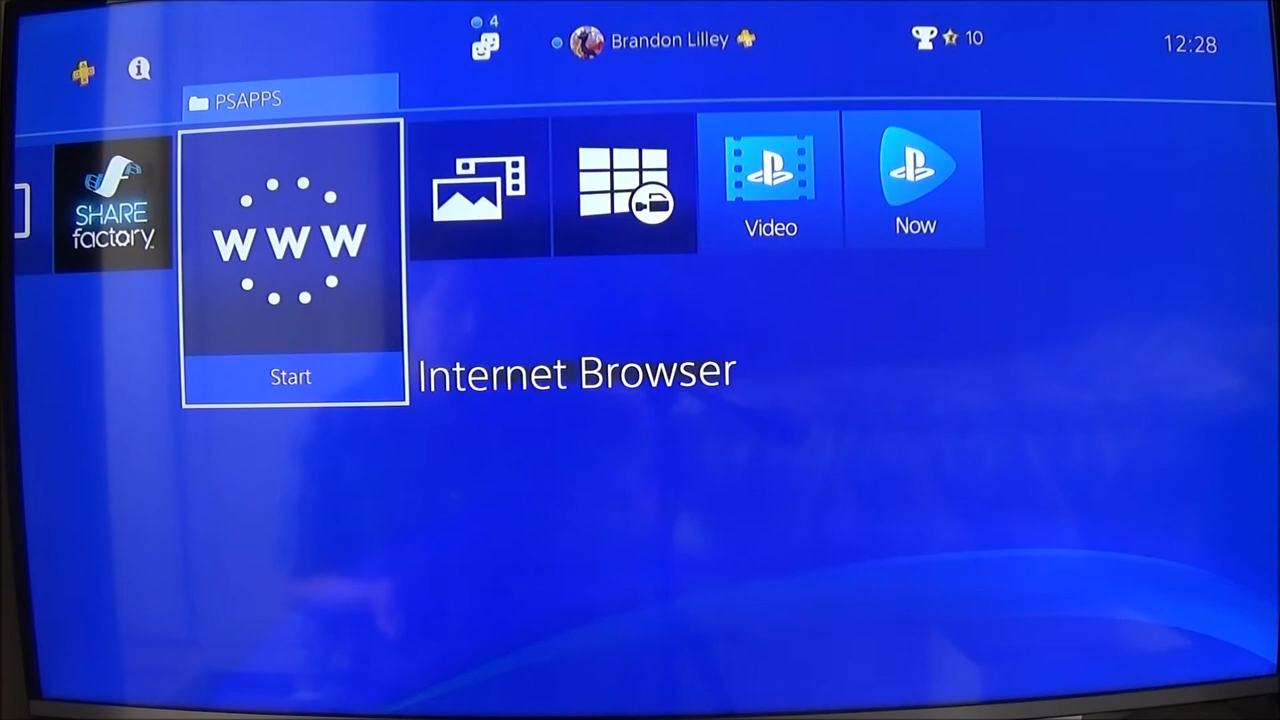 4
Brandon Lilley
10
12:28
PSAPPS
SHARE
factory
WWW
Video
Now
Start
Internet Browser